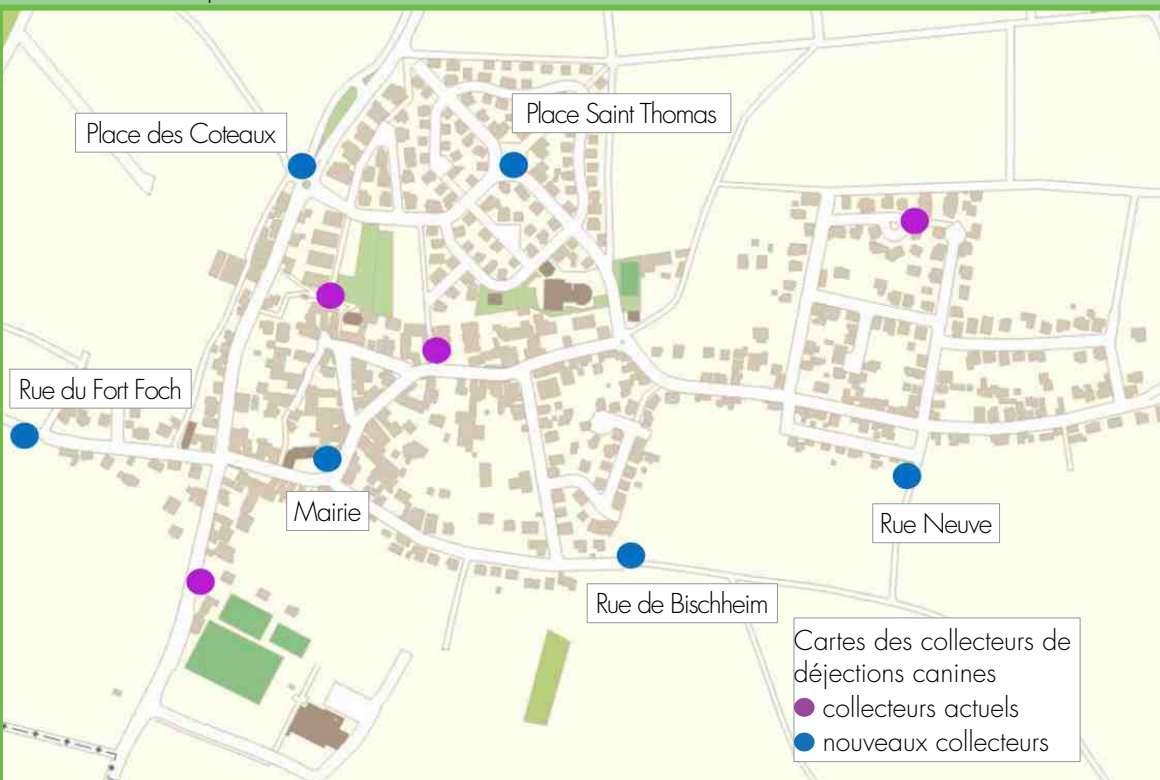 Place Saint Thomas
Place des Coteaux
Rue du Fort Foch
Mairie
Rue Neuve
Rue de Bischheim
Cartes des collecteurs de
déjections canines
collecteurs actuels
nouveaux collecteurs